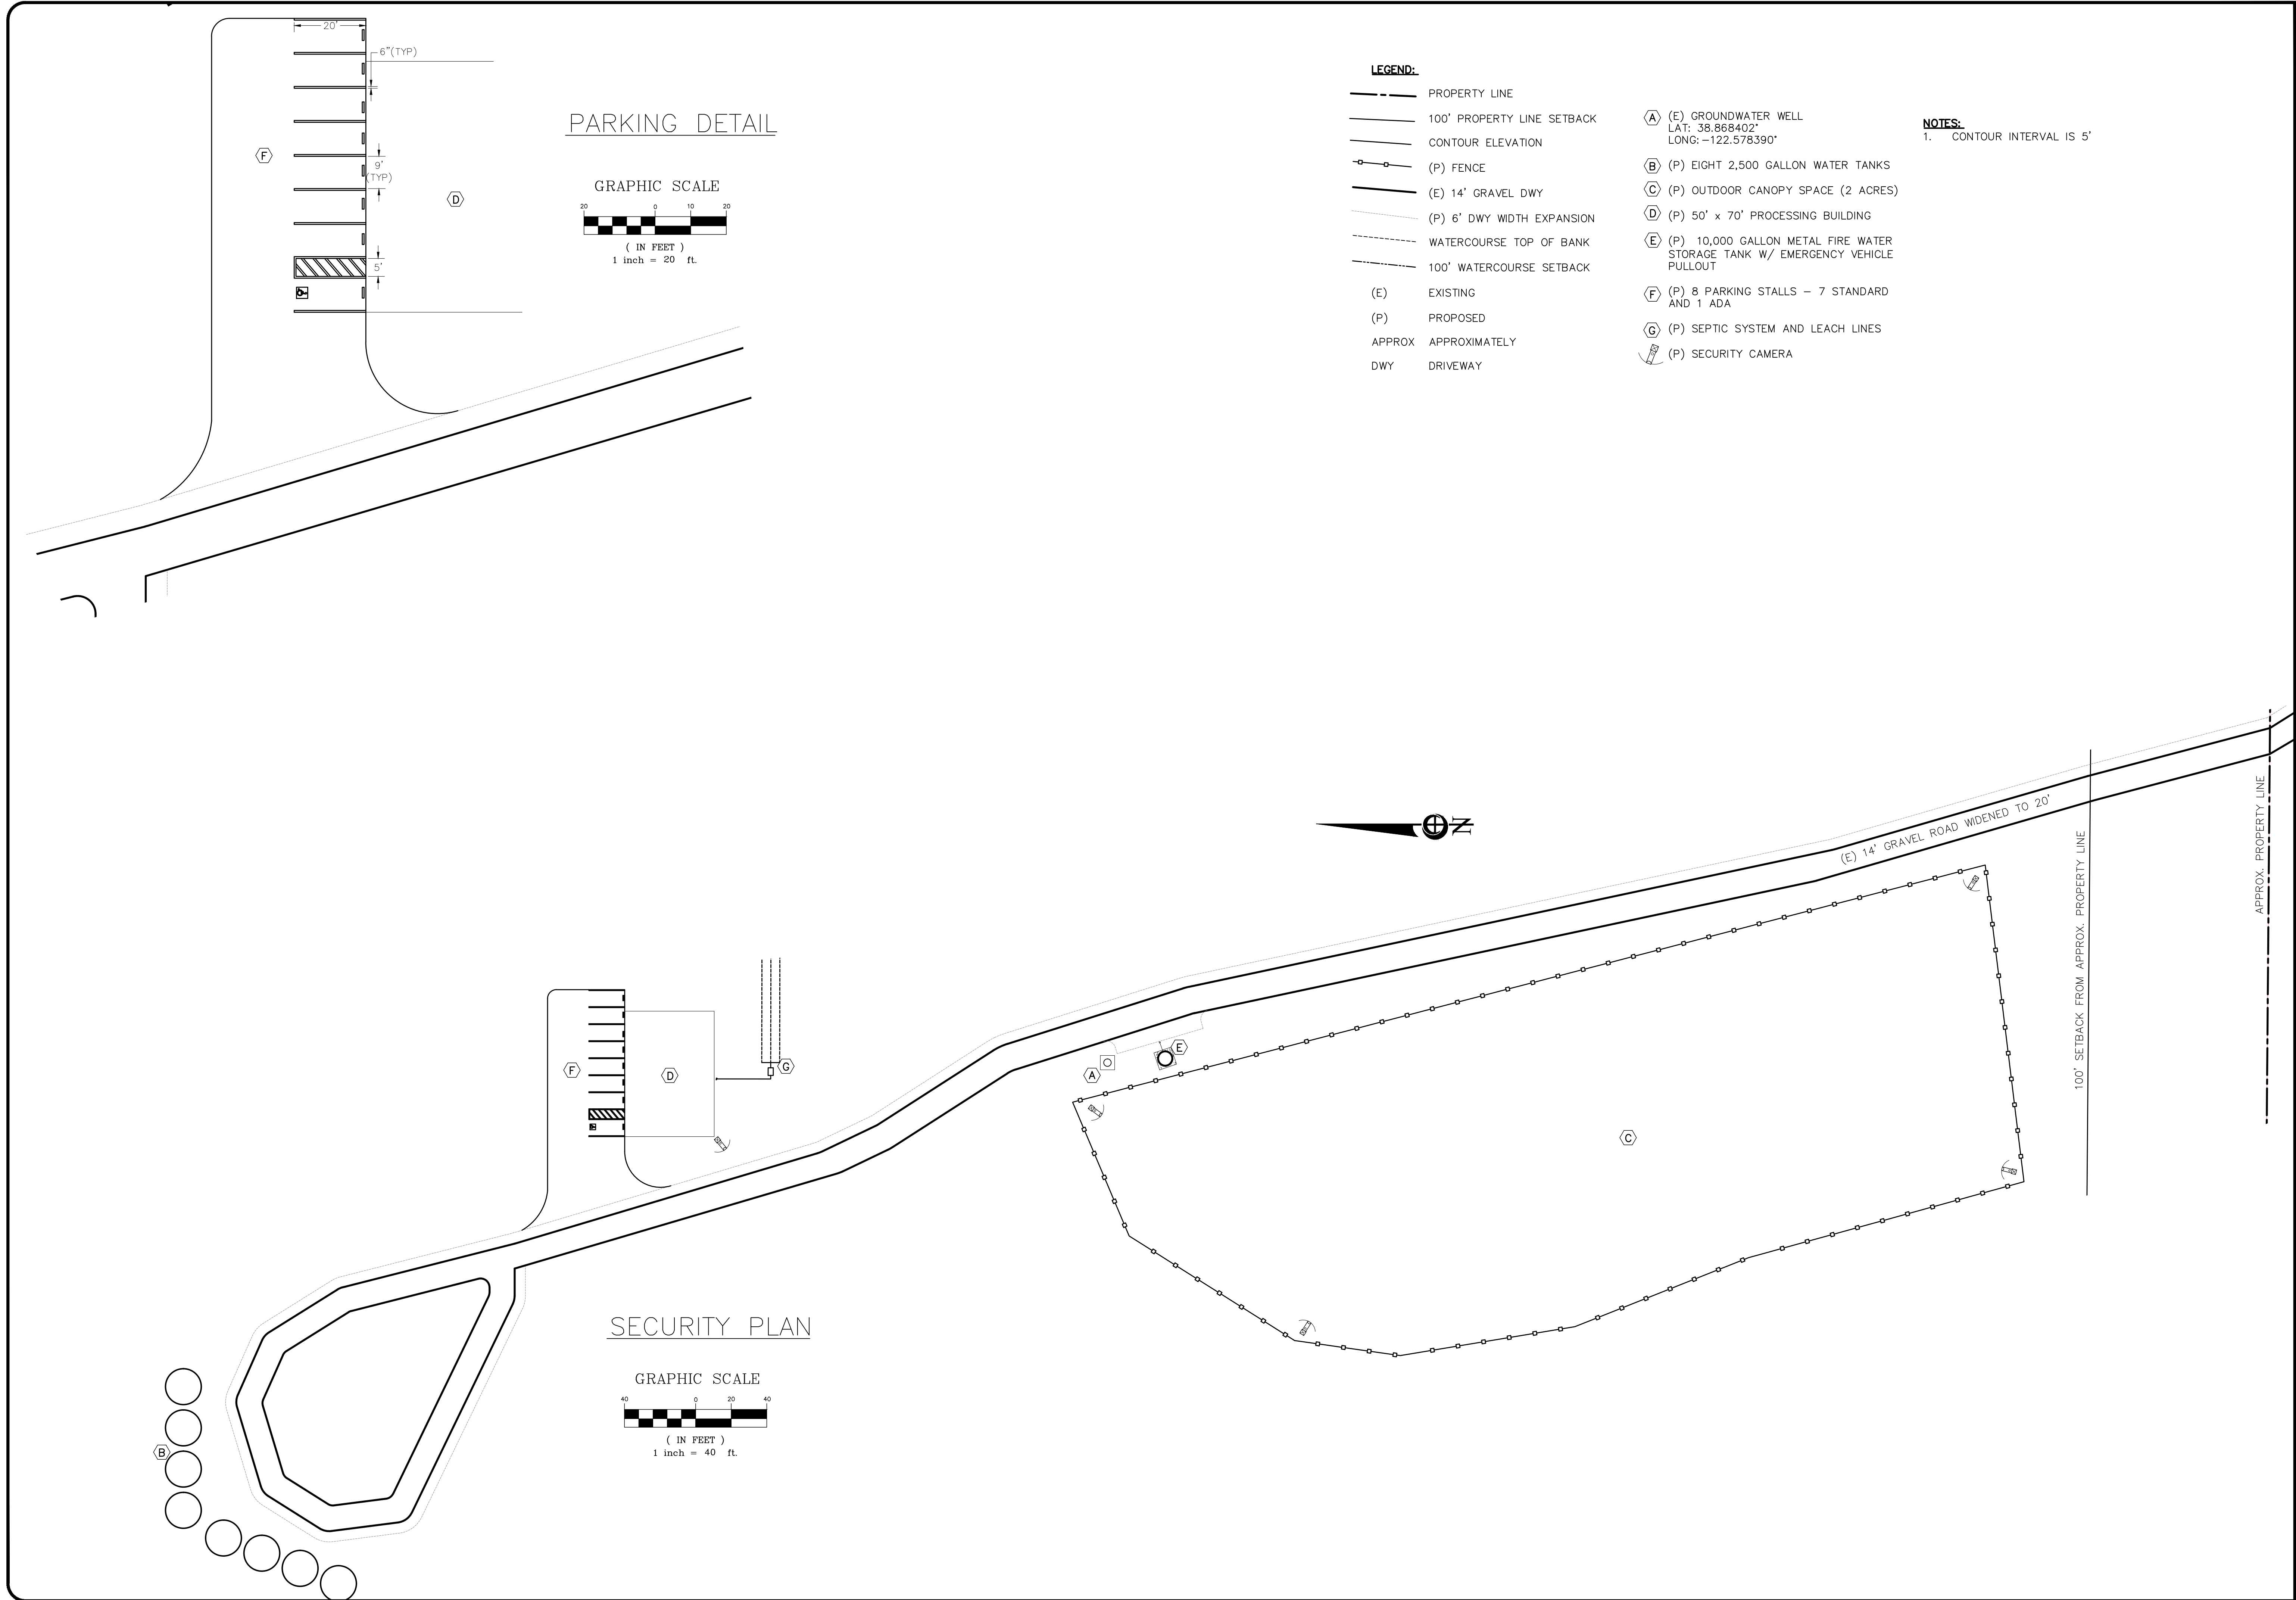 20'
6"(TYP)
PARKING DETAIL
F
9'
(TYP)
D
GRAPHIC SCALE
20 0 10 20
( IN FEET )
1 inch = 20 ft.
5'
LEGEND:
PROPERTY LINE
100' PROPERTY LINE SETBACK
CONTOUR ELEVATION
(P) FENCE
(E) 14' GRAVEL DWY
(P) 6' DWY WIDTH EXPANSION
WATERCOURSE TOP OF BANK
100' WATERCOURSE SETBACK
(E) EXISTING
(P) PROPOSED
APPROX APPROXIMATELY
DWY DRIVEWAY
A (E) GROUNDWATER WELL
LAT: 38.868402°
LONG: -122.578390°
B (P) EIGHT 2,500 GALLON WATER TANKS
C (P) OUTDOOR CANOPY SPACE (2 ACRES)
D (P) 50' x 70' PROCESSING BUILDING
E (P) 10,000 GALLON METAL FIRE WATER
STORAGE TANK W/ EMERGENCY VEHICLE
PULLOUT
F (P) 8 PARKING STALLS - 7 STANDARD
AND 1 ADA
G (P) SEPTIC SYSTEM AND LEACH LINES
(P) SECURITY CAMERA
NOTES:
1. CONTOUR INTERVAL IS 5'
N
(E) 14' GRAVEL ROAD WIDENED TO 20'
100' SETBACK FROM APPROX. PROPERTY LINE
APPROX. PROPERTY LINE
F
D
G
A
E
C
B
SECURITY PLAN
GRAPHIC SCALE
40 0 20 40
( IN FEET )
1 inch = 40 ft.